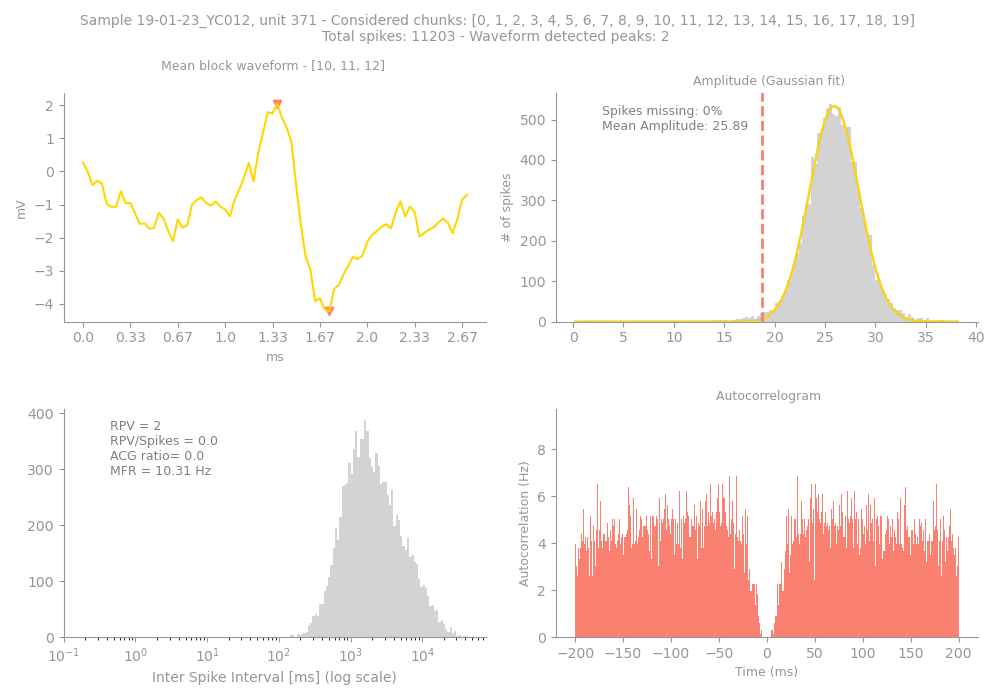 Sample 19-01-23_YC012, unit 371 - Considered chunks: [0, 1, 2, 3, 4, 5, 6, 7, 8, 9, 10, 11, 12, 13, 14, 15, 16, 17, 18, 19]
Total spikes: 11203 - Waveform detected peaks: 2
Mean block waveform - [10, 11, 12]
2
1
0
−1
−2
−3
−4
mV
0.0 0.33 0.67 1.0 1.33 1.67 2.0 2.33 2.67
ms
Amplitude (Gaussian fit)
Spikes missing: 0%
Mean Amplitude: 25.89
500
400
300
200
100
0
# of spikes
0 5 10 15 20 25 30 35 40
RPV = 2
RPV/Spikes = 0.0
ACG ratio= 0.0
MFR = 10.31 Hz
400
300
200
100
0
10⁻¹ 10⁰ 10¹ 10² 10³ 10⁴
Inter Spike Interval [ms] (log scale)
Autocorrelogram
8
6
4
2
0
Autocorrelation (Hz)
−200 −150 −100 −50 0 50 100 150 200
Time (ms)